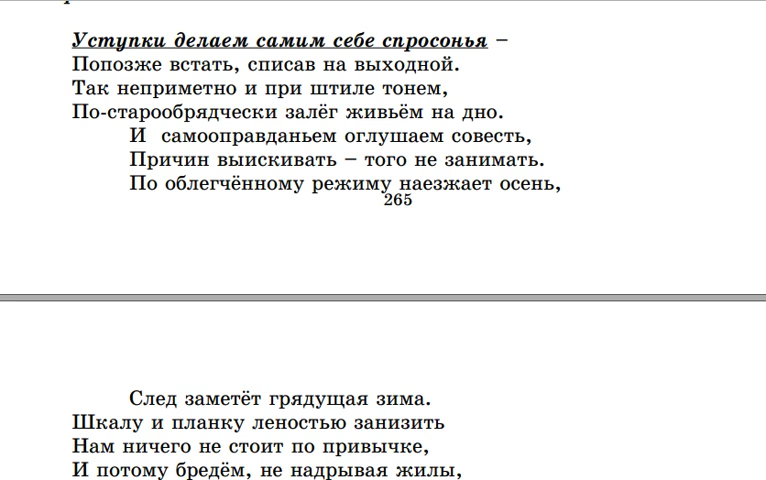 Уступки делаем самим себе спросонья –
Попозже встать, списав на выходной.
Так неприметно и при штиле тонем,
По-старообрядчески залёг живьём на дно.
И самооправданьем оглушаем совесть,
Причин выискивать – того не занимать.
По облегчённому режиму наезжает осень,
265
След заметёт грядущая зима.
Шкалу и планку леностью занизить
Нам ничего не стоит по привычке,
И потому бредём, не надрывая жилы,